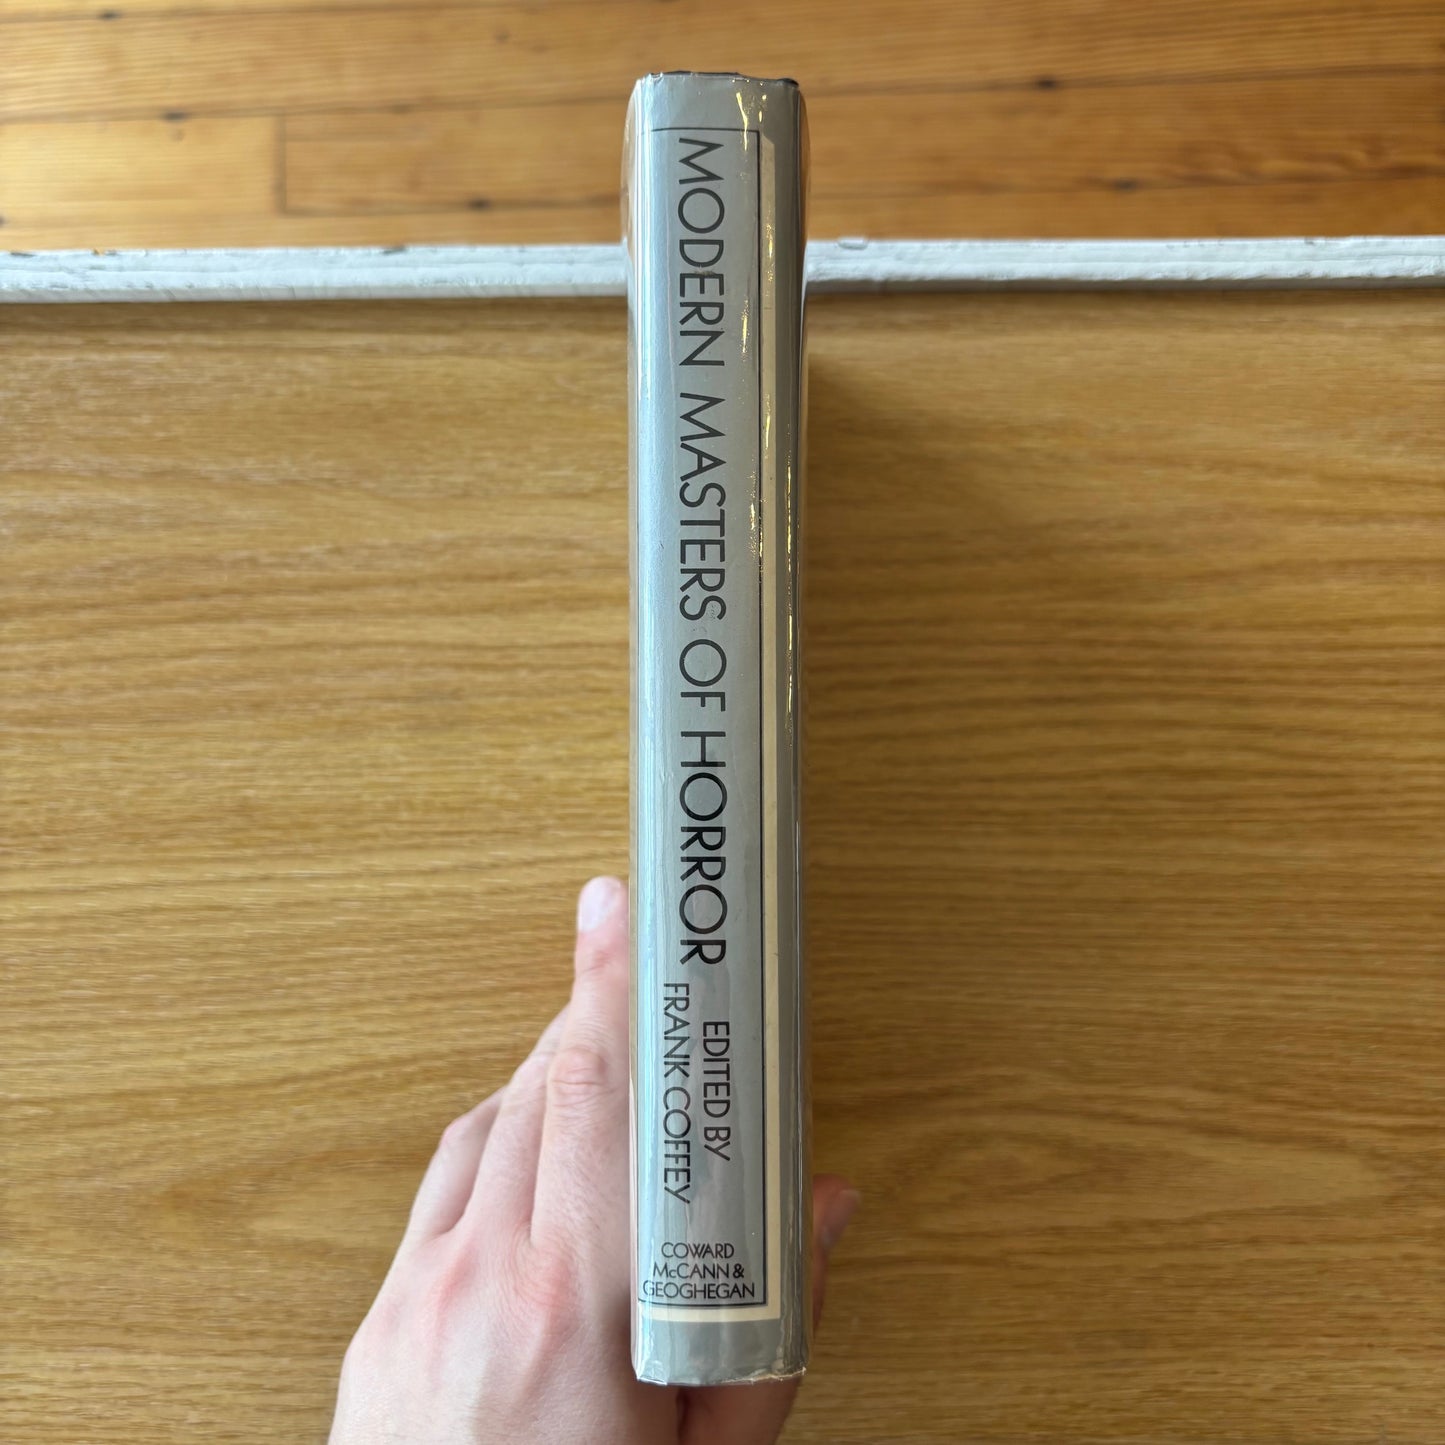 MODERN MASTERS OF HORROR
EDITED BY
FRANK COFFEY
COWARD
McCANN &
GEOGHEGAN